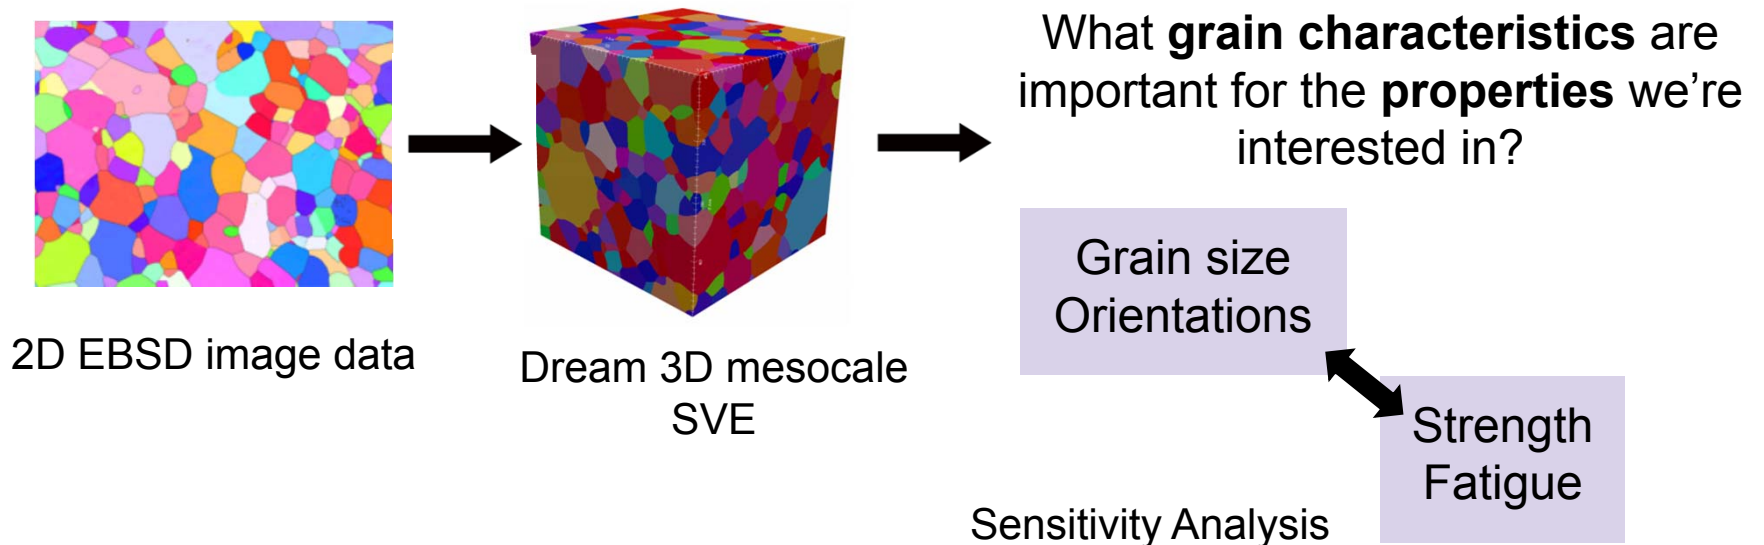 What grain characteristics are
important for the properties we're
interested in?
2D EBSD image data
Dream 3D mesocale
SVE
Grain size
Orientations
Strength
Fatigue
Sensitivity Analysis